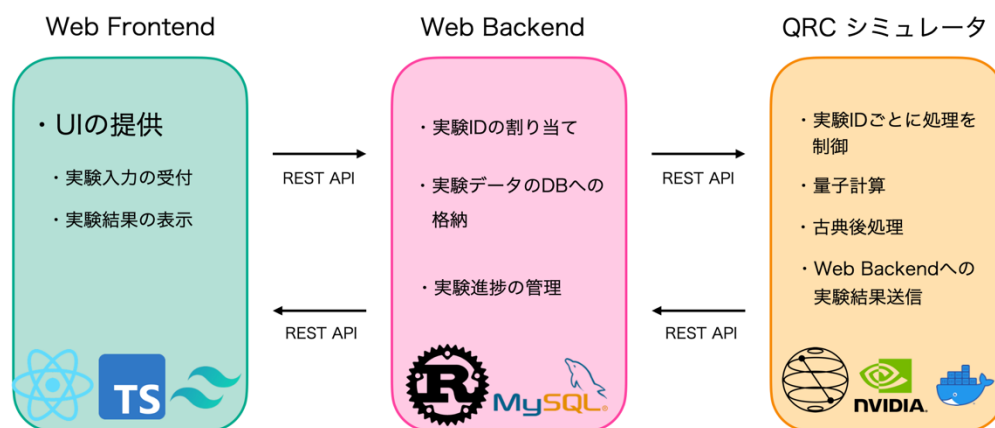 Web Frontend
・UIの提供
・実験入力の受付
・実験結果の表示
TS
REST API
REST API
Web Backend
・実験IDの割り当て
・実験データのDBへの
格納
・実験進捗の管理
R
MySQL®
REST API
REST API
QRC シミュレータ
・実験IDごとに処理を
制御
・量子計算
・古典後処理
・Web Backendへの
実験結果送信
NVIDIA.